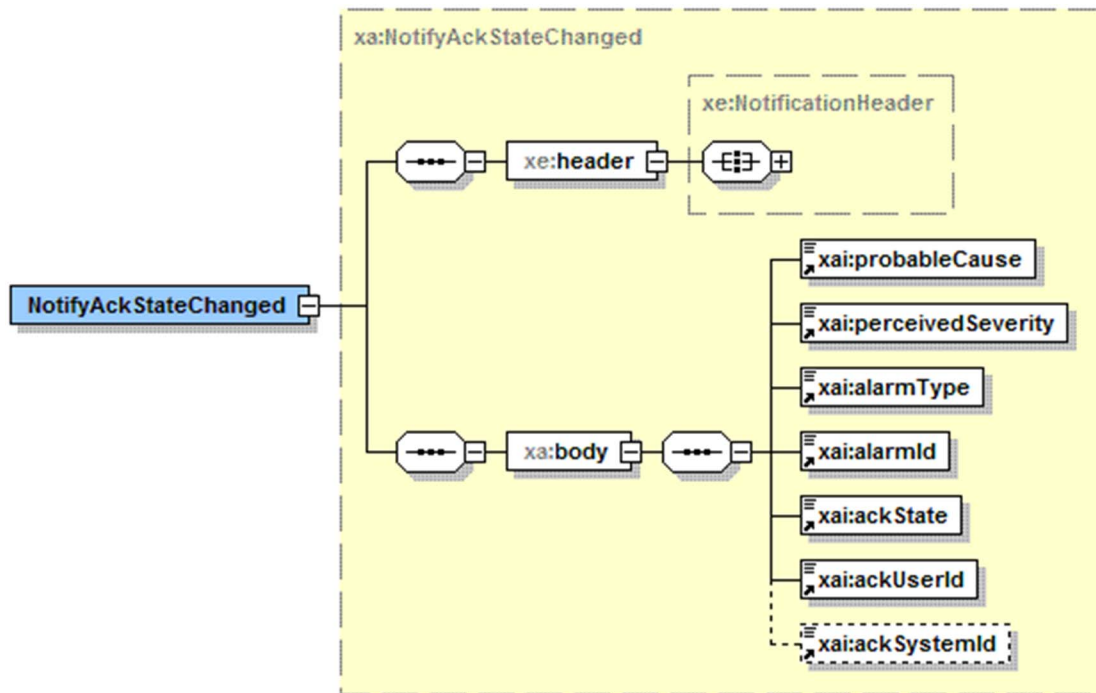 xa:NotifyAckStateChanged
xe:NotificationHeader
xe:header
NotifyAckStateChanged
xa:body
xai:probableCause
xai:perceivedSeverity
xai:alarmType
xai:alarmId
xai:ackState
xai:ackUserId
xai:ackSystemId